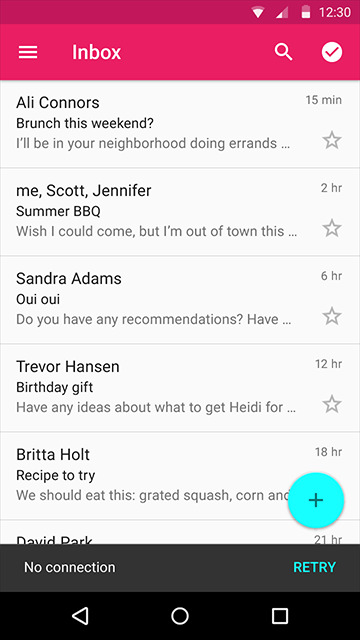 12:30
Inbox
Ali Connors 15 min
Brunch this weekend?
I'll be in your neighborhood doing errands ...
me, Scott, Jennifer 2 hr
Summer BBQ
Wish I could come, but I'm out of town this ...
Sandra Adams 6 hr
Oui oui
Do you have any recommendations? Have ...
Trevor Hansen 12 hr
Birthday gift
Have any ideas about what to get Heidi for ...
Britta Holt 18 hr
Recipe to try
We should eat this: grated squash, corn and
David Park 21 hr
No connection RETRY